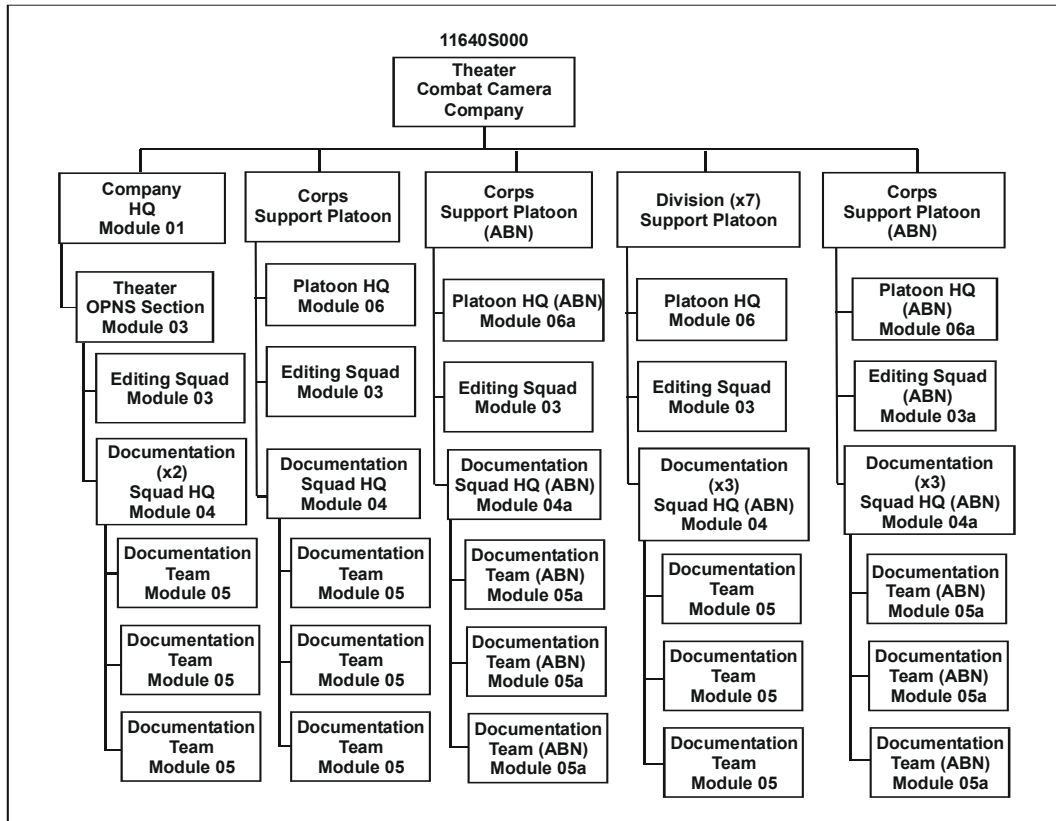 11640S000
Theater
Combat Camera
Company
Company
HQ
Module 01
Theater
OPNS Section
Module 03
Editing Squad
Module 03
Documentation
(x2)
Squad HQ
Module 04
Documentation
Team
Module 05
Documentation
Team
Module 05
Documentation
Team
Module 05
Corps
Support Platoon
Platoon HQ
Module 06
Editing Squad
Module 03
Documentation
Squad HQ
Module 04
Documentation
Team
Module 05
Documentation
Team
Module 05
Documentation
Team
Module 05
Corps
Support Platoon
(ABN)
Platoon HQ (ABN)
Module 06a
Editing Squad
Module 03
Documentation
Squad HQ (ABN)
Module 04a
Documentation
Team (ABN)
Module 05a
Documentation
Team (ABN)
Module 05a
Documentation
Team (ABN)
Module 05a
Division (x7)
Support Platoon
Platoon HQ
Module 06
Editing Squad
Module 03
Documentation
(x3)
Squad HQ (ABN)
Module 04
Documentation
Team
Module 05
Documentation
Team
Module 05
Documentation
Team
Module 05
Corps
Support Platoon
(ABN)
Platoon HQ
(ABN)
Module 06a
Editing Squad
(ABN)
Module 03a
Documentation
(x3)
Squad HQ (ABN)
Module 04a
Documentation
Team (ABN)
Module 05a
Documentation
Team (ABN)
Module 05a
Documentation
Team (ABN)
Module 05a